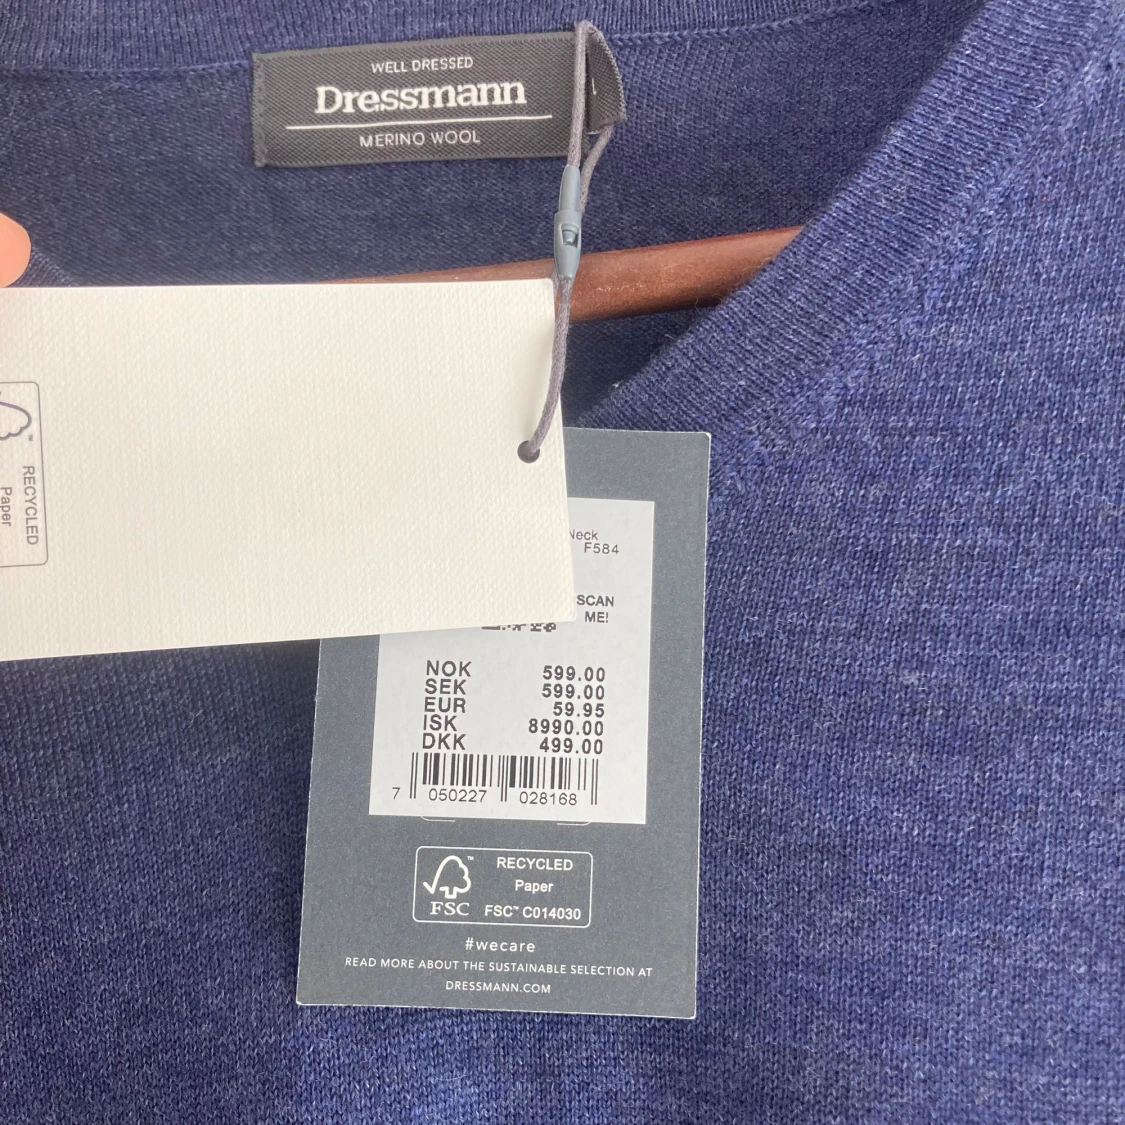 WELL DRESSED
Dressmann
MERINO WOOL
RECYCLED
Paper
Neck
F584
SCAN
ME!
NOK 599.00
SEK 599.00
EUR 59.95
ISK 8990.00
DKK 499.00
7 050227 028168
FSC™
RECYCLED
Paper
FSC™ C014030
#wecare
READ MORE ABOUT THE SUSTAINABLE SELECTION AT
DRESSMANN.COM